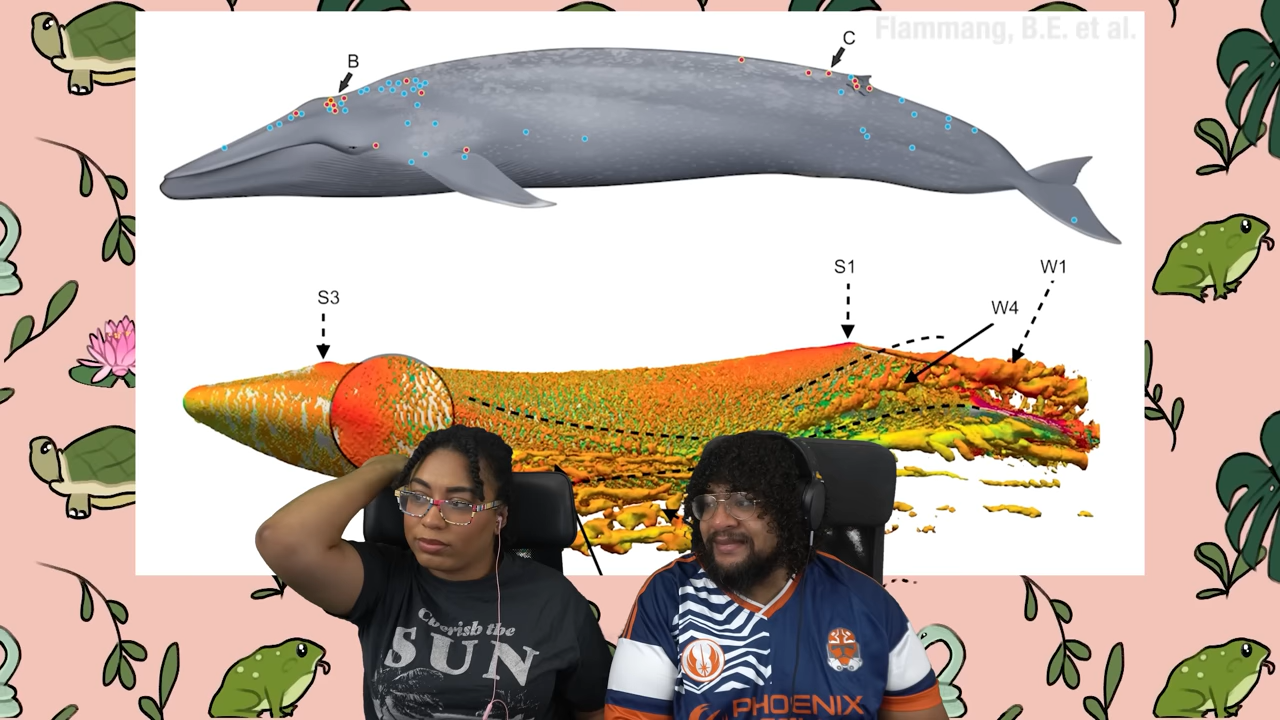 Flammang, B.E. et al.
B
C
S3
S1
W1
W4
Cherish the
SUN
PHOENIX